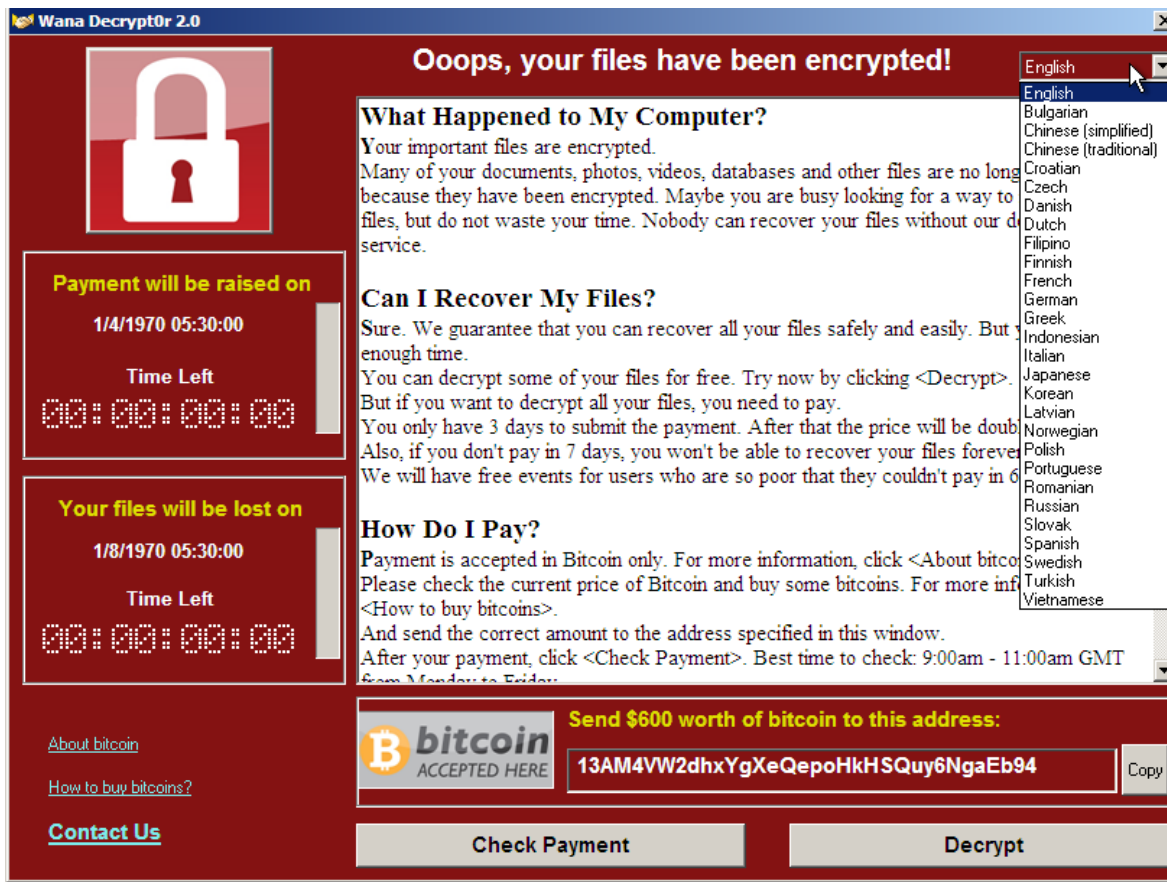 Wana Decrypt0r 2.0
Ooops, your files have been encrypted!
English
English
Bulgarian
Chinese (simplified)
Chinese (traditional)
Croatian
Czech
Danish
Dutch
Filipino
Finnish
French
German
Greek
Indonesian
Italian
Japanese
Korean
Latvian
Norwegian
Polish
Portuguese
Romanian
Russian
Slovak
Spanish
Swedish
Turkish
Vietnamese
Payment will be raised on
1/4/1970 05:30:00
Time Left
00:00:00:00
Your files will be lost on
1/8/1970 05:30:00
Time Left
00:00:00:00
About bitcoin
How to buy bitcoins?
Contact Us
What Happened to My Computer?
Your important files are encrypted.
Many of your documents, photos, videos, databases and other files are no
because they have been encrypted. Maybe you are busy looking for a way to
files, but do not waste your time. Nobody can recover your files without our
service.
Can I Recover My Files?
Sure. We guarantee that you can recover all your files safely and easily. But
enough time.
You can decrypt some of your files for free. Try now by clicking <Decrypt>.
But if you want to decrypt all your files, you need to pay.
You only have 3 days to submit the payment. After that the price will be
Also, if you don't pay in 7 days, you won't be able to recover your files forever
We will have free events for users who are so poor that they couldn't pay in 6
How Do I Pay?
Payment is accepted in Bitcoin only. For more information, click <About
Please check the current price of Bitcoin and buy some bitcoins. For more
<How to buy bitcoins>.
And send the correct amount to the address specified in this window.
After your payment, click <Check Payment>. Best time to check: 9:00am - 11:00am GMT
from Monday to Friday
bitcoin
ACCEPTED HERE
Send $600 worth of bitcoin to this address:
13AM4VW2dhxYgXeQepoHkHSQuy6NgaEb94
Copy
Check Payment
Decrypt